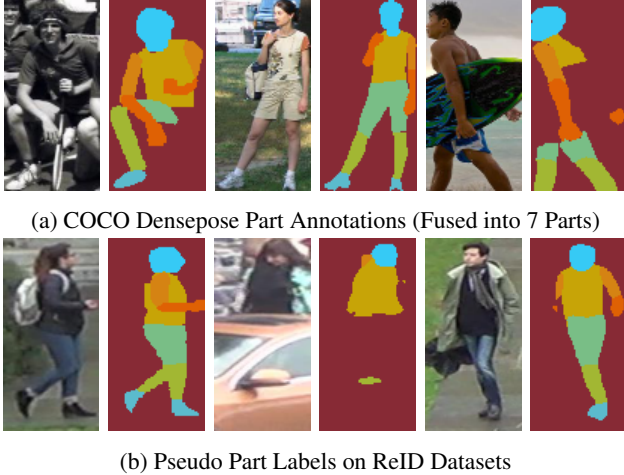 (a) COCO Densepose Part Annotations (Fused into 7 Parts)
(b) Pseudo Part Labels on ReID Datasets